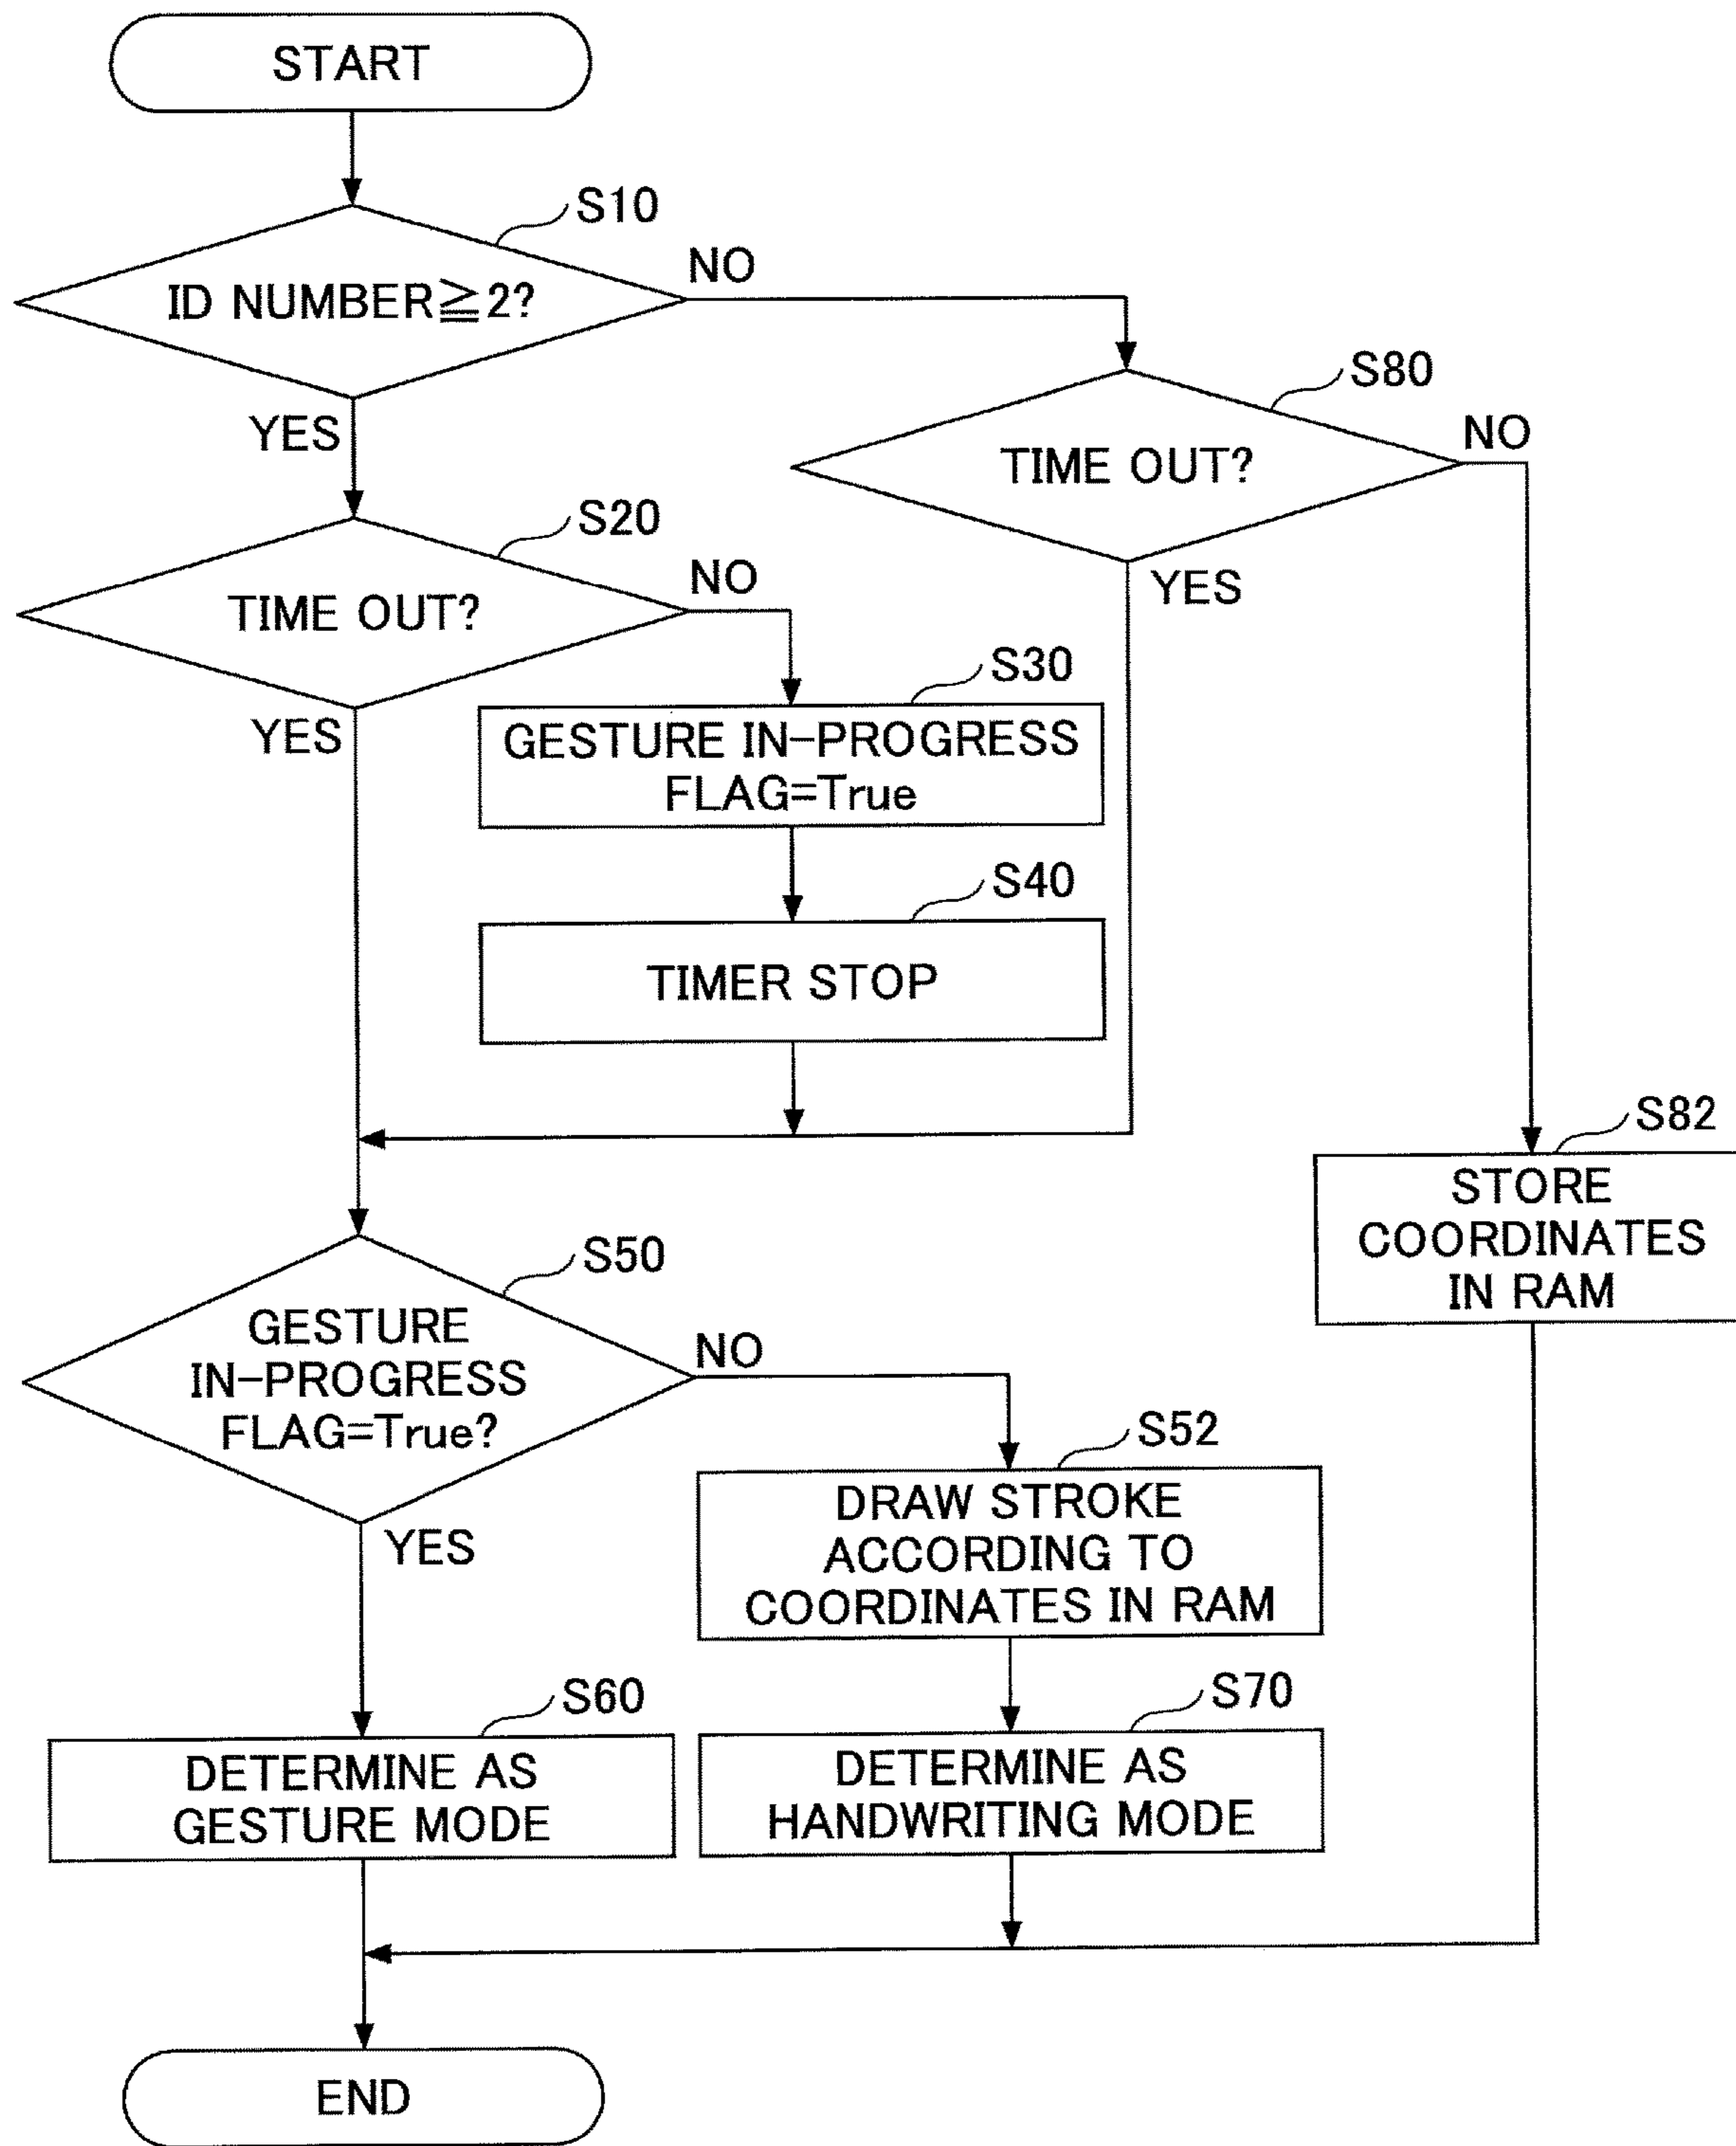 START
S10
ID NUMBER≧2?
NO
YES
S80
TIME OUT?
NO
YES
S20
TIME OUT?
NO
YES
S30
GESTURE IN-PROGRESS
FLAG=True
S40
TIMER STOP
S82
STORE
COORDINATES
IN RAM
S50
GESTURE
IN-PROGRESS
FLAG=True?
NO
YES
S52
DRAW STROKE
ACCORDING TO
COORDINATES IN RAM
S60
DETERMINE AS
GESTURE MODE
S70
DETERMINE AS
HANDWRITING MODE
END